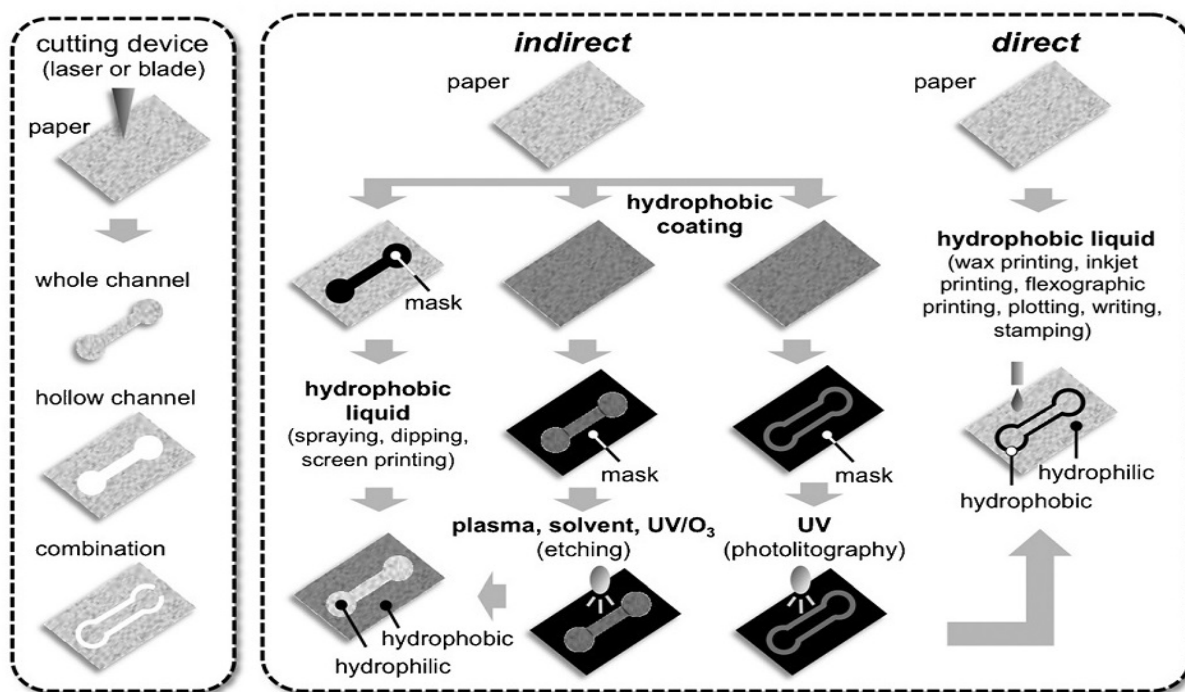 cutting device
(laser or blade)
paper
whole channel
hollow channel
combination
indirect
paper
mask
hydrophobic
liquid
(spraying, dipping,
screen printing)
hydrophobic
hydrophilic
hydrophobic
coating
mask
plasma, solvent, UV/O₃
(etching)
mask
UV
(photolitography)
direct
paper
hydrophobic liquid
(wax printing, inkjet
printing, flexographic
printing, plotting, writing,
stamping)
hydrophilic
hydrophobic